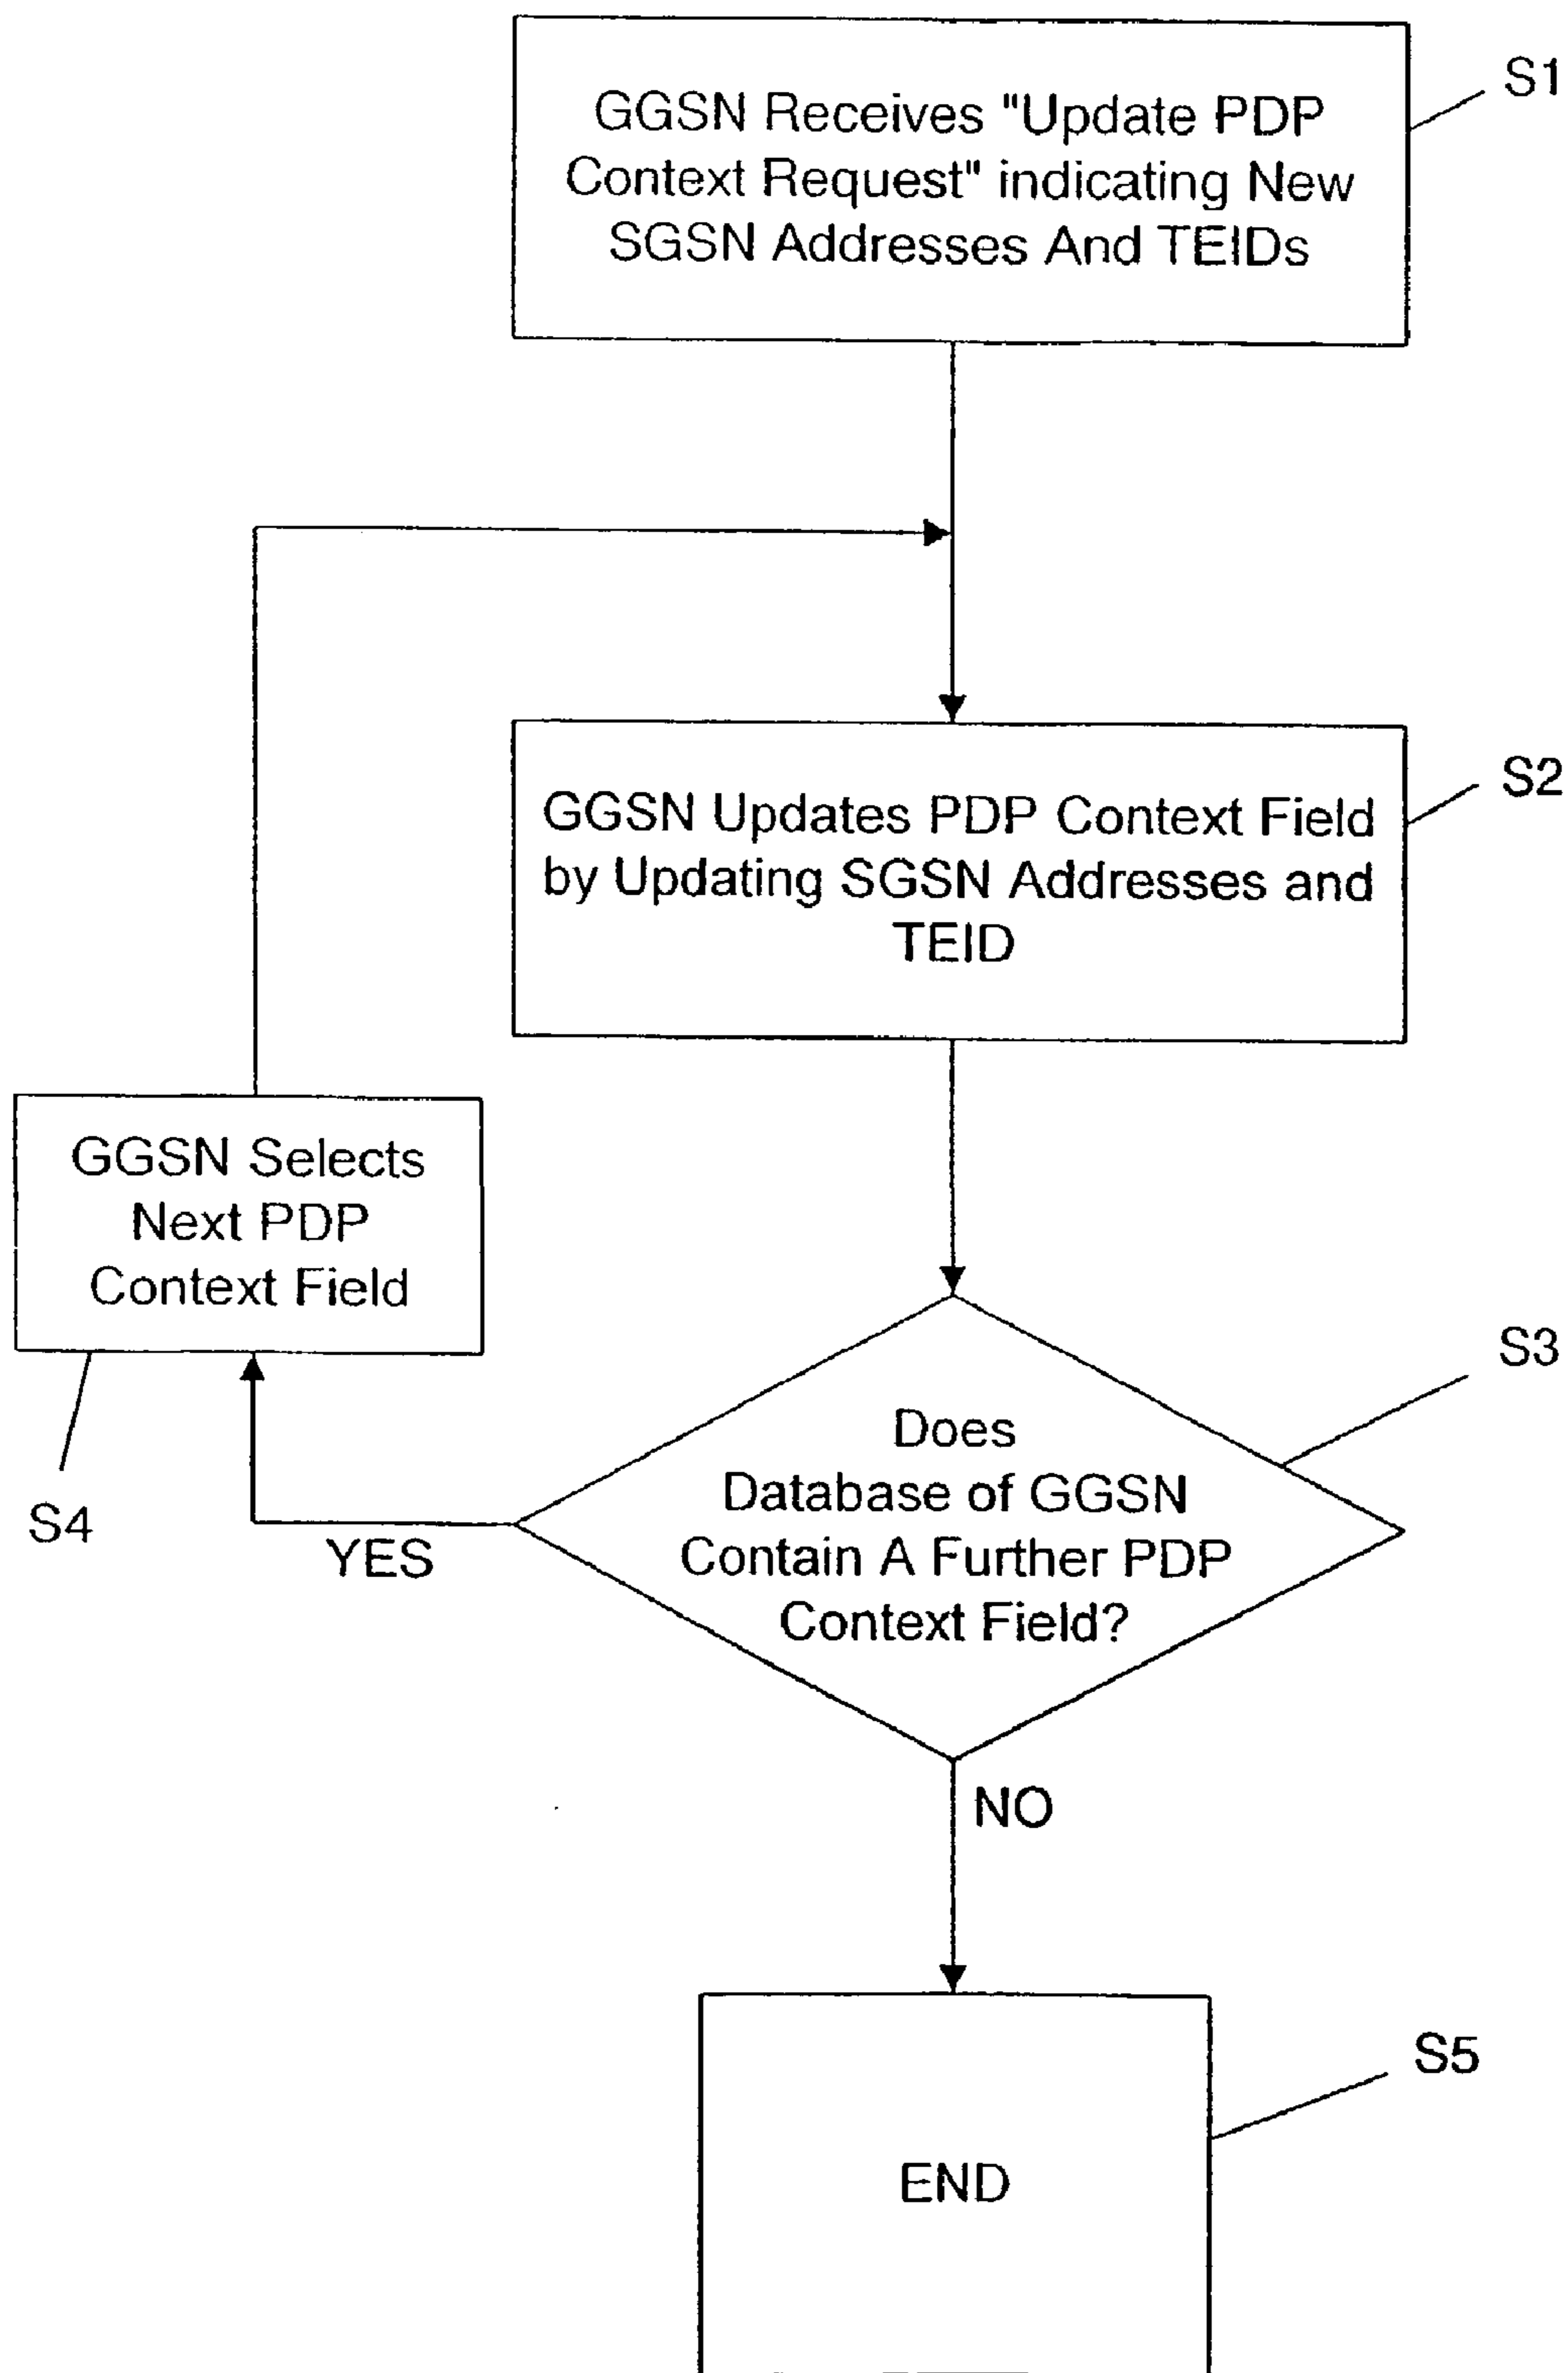 GGSN Receives "Update PDP
Context Request" indicating New
SGSN Addresses And TEIDs
S1
GGSN Updates PDP Context Field
by Updating SGSN Addresses and
TEID
S2
GGSN Selects
Next PDP
Context Field
S4
Does
Database of GGSN
Contain A Further PDP
Context Field?
S3
YES
NO
END
S5